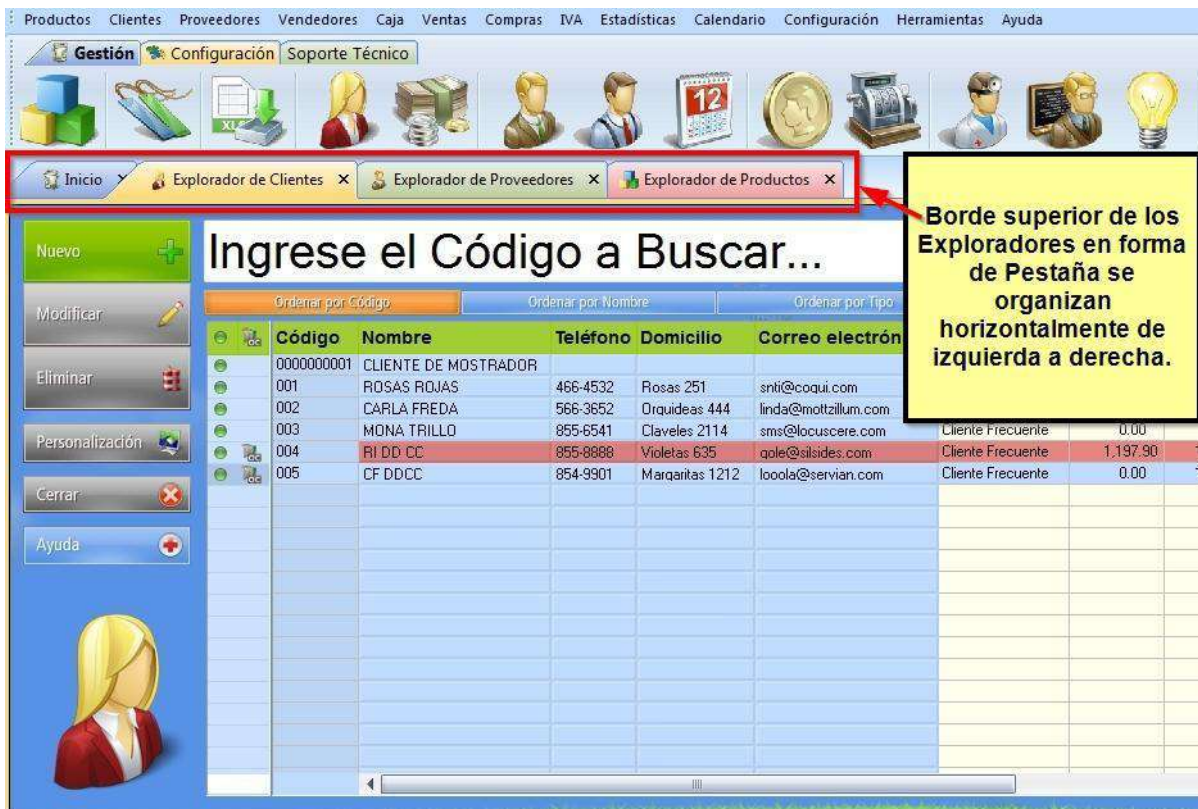 Productos Clientes Proveedores Vendedores Caja Ventas Compras IVA Estadísticas Calendario Configuración Herramientas Ayuda
Gestión Configuración Soporte Técnico
XLS
12
Inicio Explorador de Clientes Explorador de Proveedores Explorador de Productos
Borde superior de los
Exploradores en forma
de Pestaña se
organizan
horizontalmente de
izquierda a derecha.
Nuevo
Modificar
Eliminar
Personalización
Cerrar
Ayuda
Ingrese el Código a Buscar...
Ordenar por Código Ordenar por Nombre Ordenar por Tipo
Código Nombre Teléfono Domicilio Correo electrón
0000000001 CLIENTE DE MOSTRADOR
001 ROSAS ROJAS 466-4532 Rosas 251 snti@coqui.com
002 CARLA FREDA 566-3652 Orquideas 444 linda@mottzillum.com
003 MONA TRILLO 855-6541 Claveles 2114 sms@locuscere.com Cliente Frecuente 0.00
004 RI DD CC 855-8888 Violetas 635 qole@silsides.com Cliente Frecuente 1,197.90
005 CF DDCC 854-9901 Margaritas 1212 looola@servian.com Cliente Frecuente 0.00